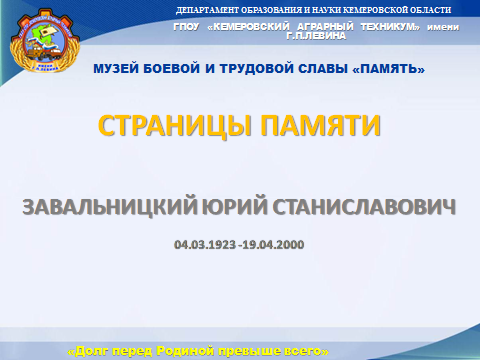 ДЕПАРТАМЕНТ ОБРАЗОВАНИЯ И НАУКИ КЕМЕРОВСКОЙ ОБЛАСТИ
ГПОУ «КЕМЕРОВСКИЙ АГРАРНЫЙ ТЕХНИКУМ» имени
Г.П.ЛЕВИНА
МУЗЕЙ БОЕВОЙ И ТРУДОВОЙ СЛАВЫ «ПАМЯТЬ»
СТРАНИЦЫ ПАМЯТИ
ЗАВАЛЬНИЦКИЙ ЮРИЙ СТАНИСЛАВОВИЧ
04.03.1923 -19.04.2000
«Долг перед Родиной превыше всего»